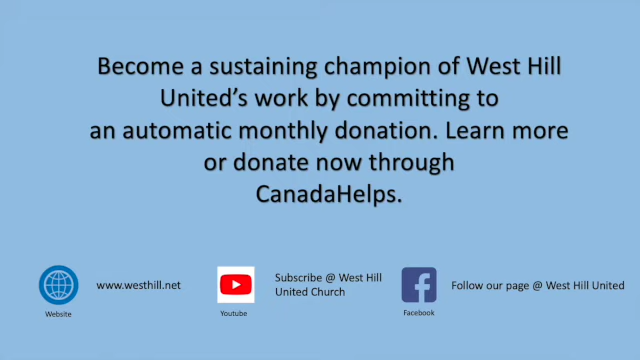 Become a sustaining champion of West Hill
United’s work by committing to
an automatic monthly donation. Learn more
or donate now through
CanadaHelps.
www.westhill.net
Website
Subscribe @ West Hill
United Church
Youtube
Follow our page @ West Hill United
Facebook